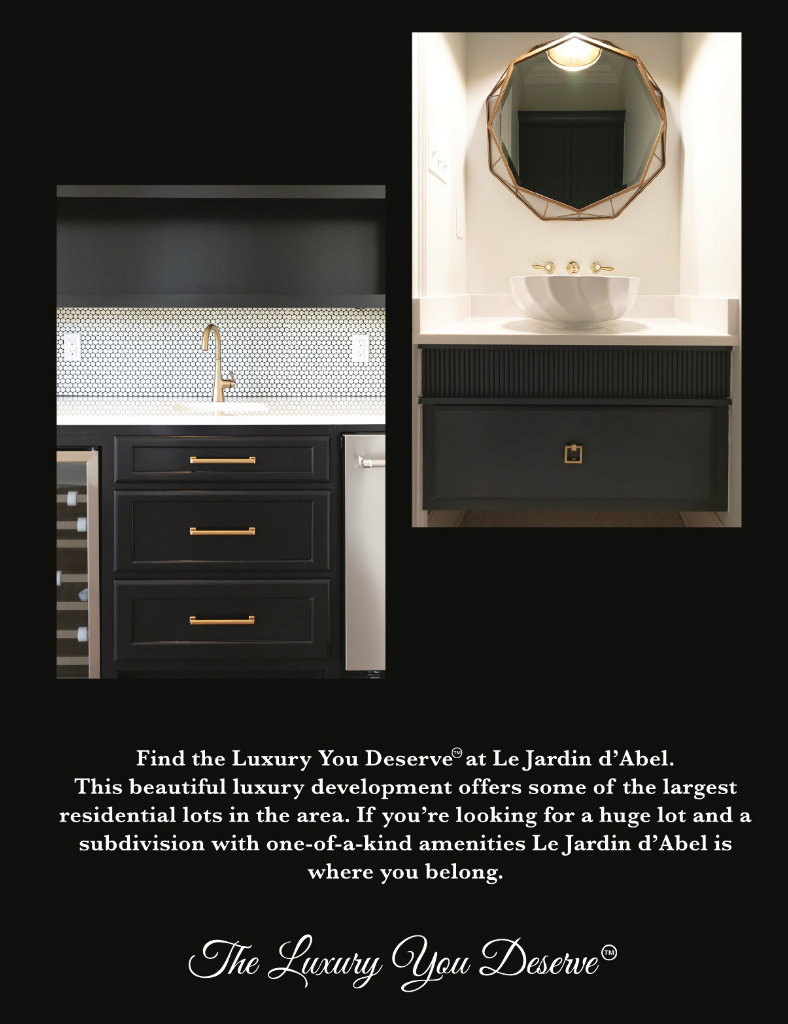 Find the Luxury You Deserve™ at Le Jardin d’Abel.
This beautiful luxury development offers some of the largest
residential lots in the area. If you’re looking for a huge lot and a
subdivision with one-of-a-kind amenities Le Jardin d’Abel is
where you belong.
The Luxury You Deserve™